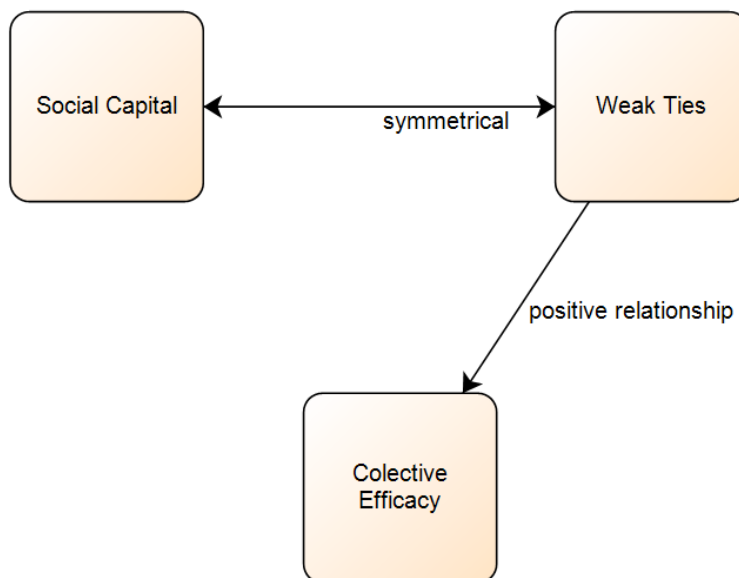 Social Capital
Weak Ties
symmetrical
positive relationship
Colective
Efficacy